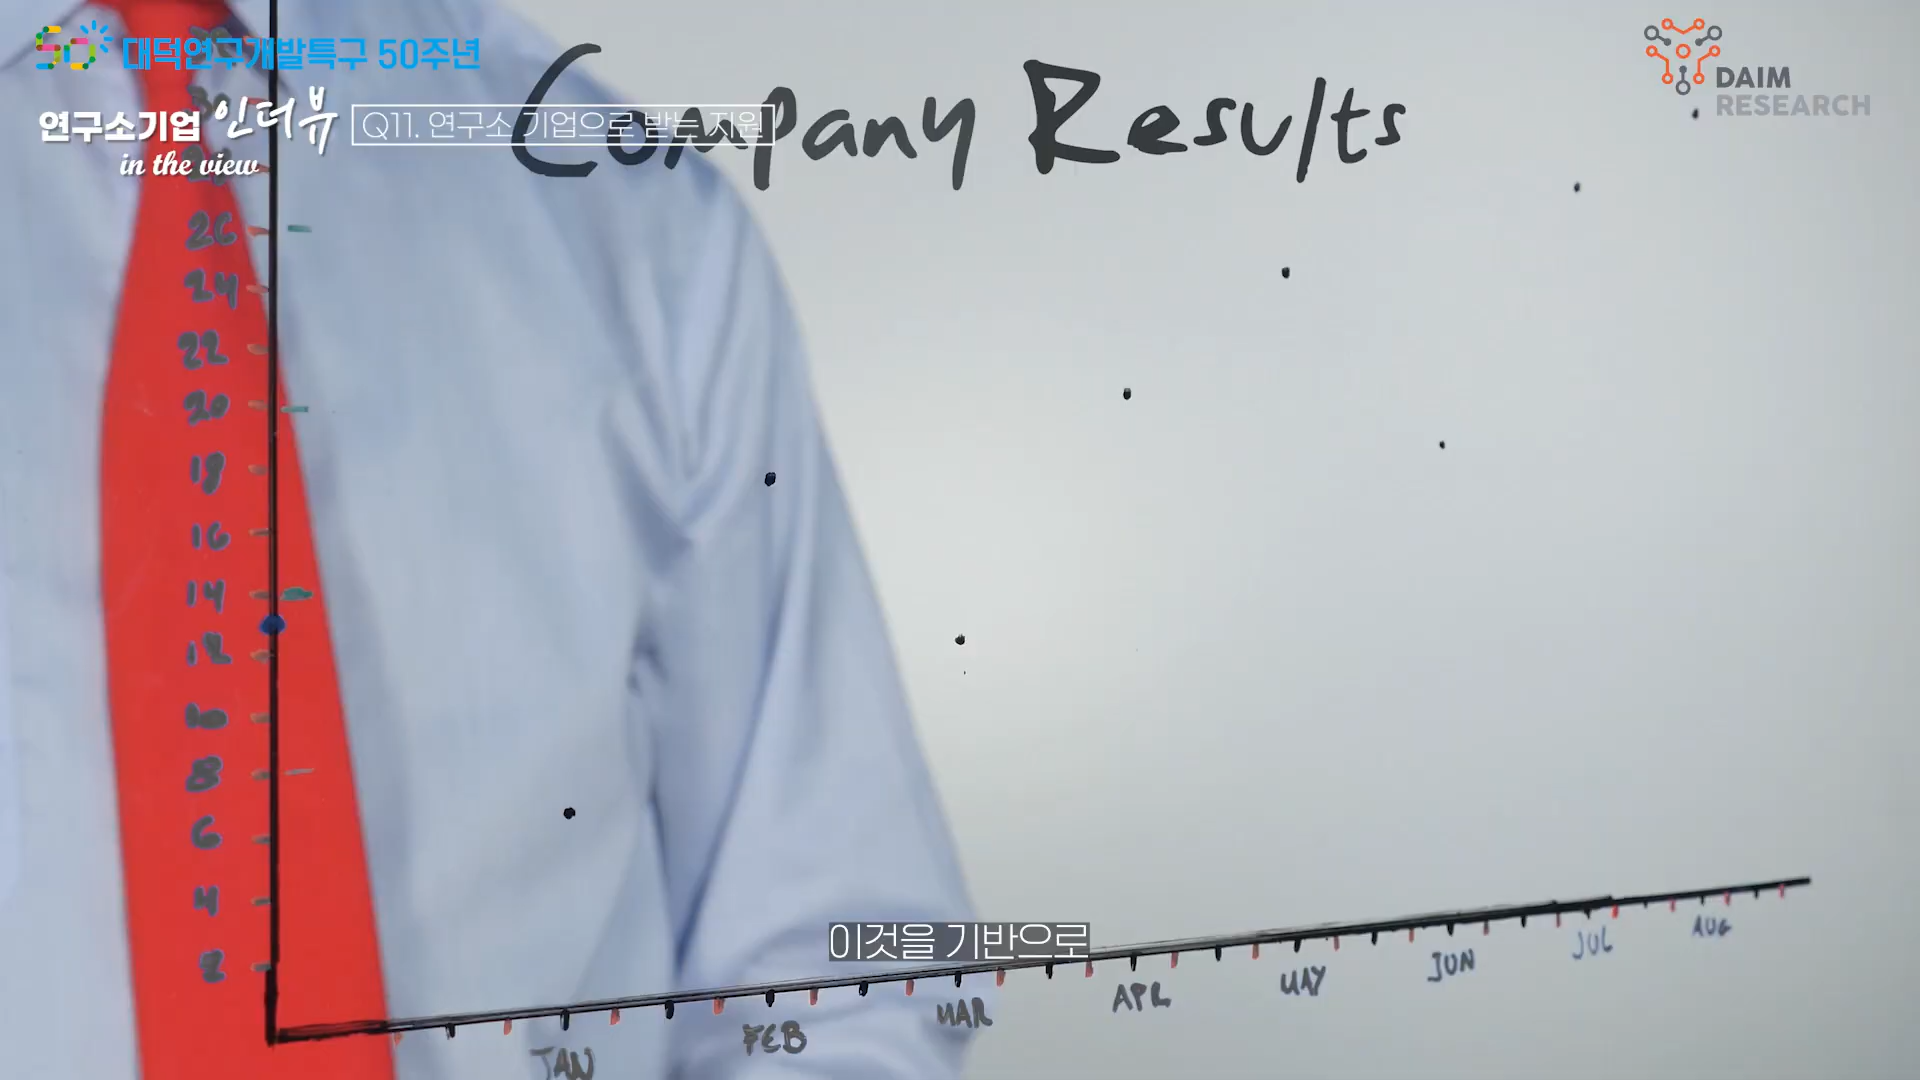 대덕연구개발특구 50주년
연구소기업 인더뷰
in the view
Q11. 연구소 기업으로 받는 지원
DAIM
RESEARCH
Company Results
26
24
22
20
18
16
14
12
10
8
6
4
2
JAN FEB MAR APR MAY JUN JUL AUG
이것을 기반으로